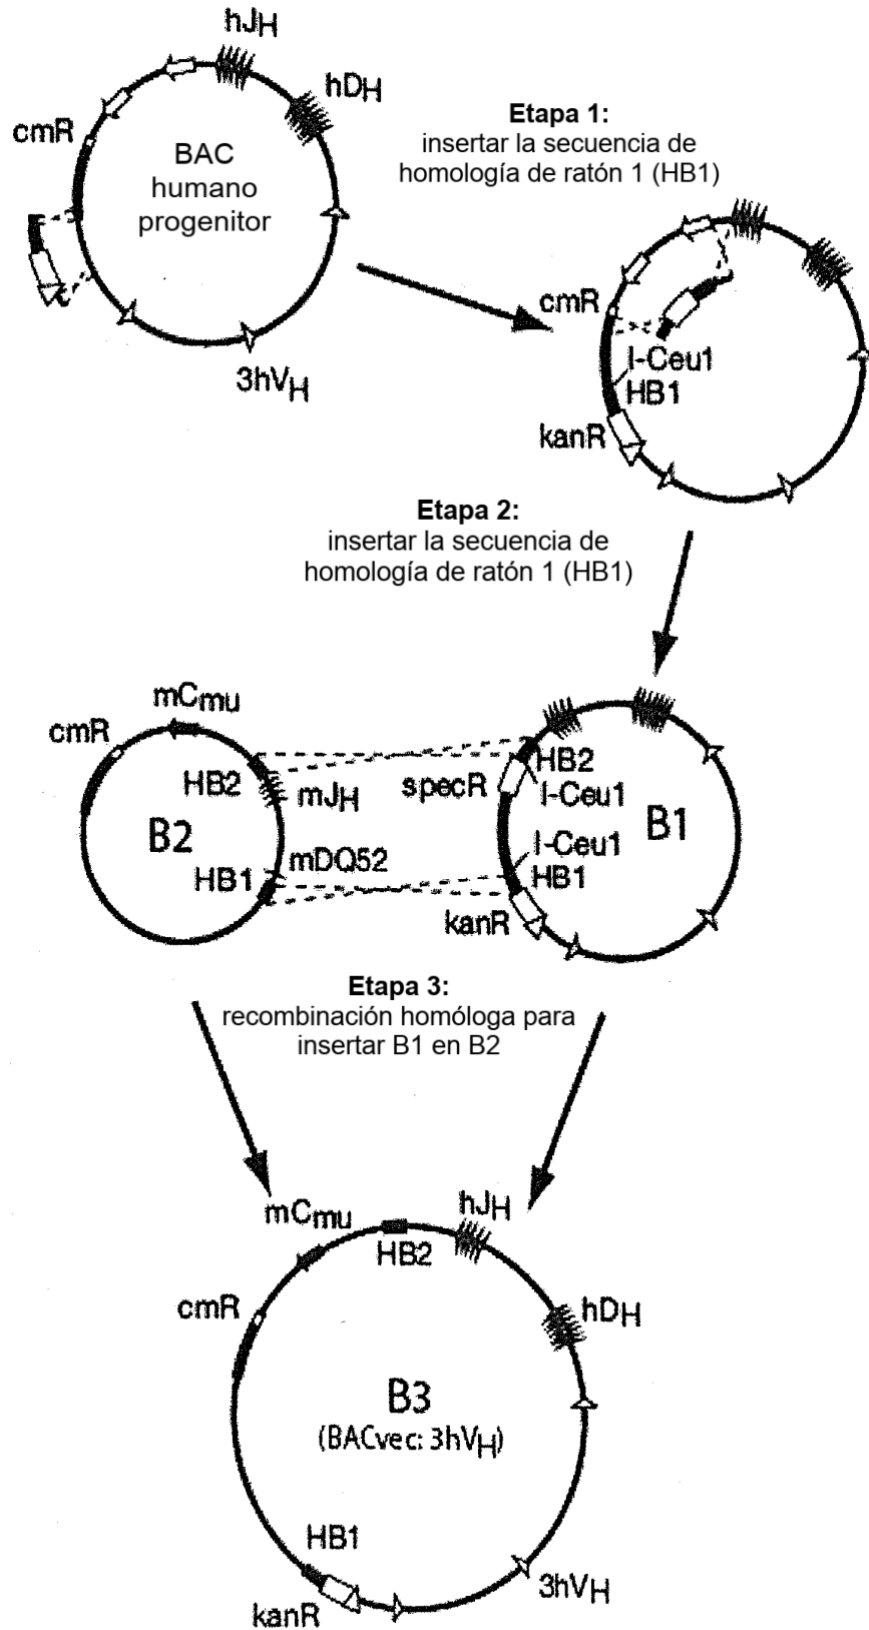 hJH
hDH
cmR
BAC
humano
progenitor
3hVH
Etapa 1:
insertar la secuencia de
homología de ratón 1 (HB1)
cmR
I-Ceu1
HB1
kanR
Etapa 2:
insertar la secuencia de
homología de ratón 1 (HB1)
mCmu
cmR
HB2
mJH
B2
mDQ52
HB1
HB2
specR
I-Ceu1
B1
I-Ceu1
HB1
kanR
Etapa 3:
recombinación homóloga para
insertar B1 en B2
mCmu
HB2
hJH
cmR
hDH
B3
(BACvec: 3hVH)
HB1
kanR
3hVH